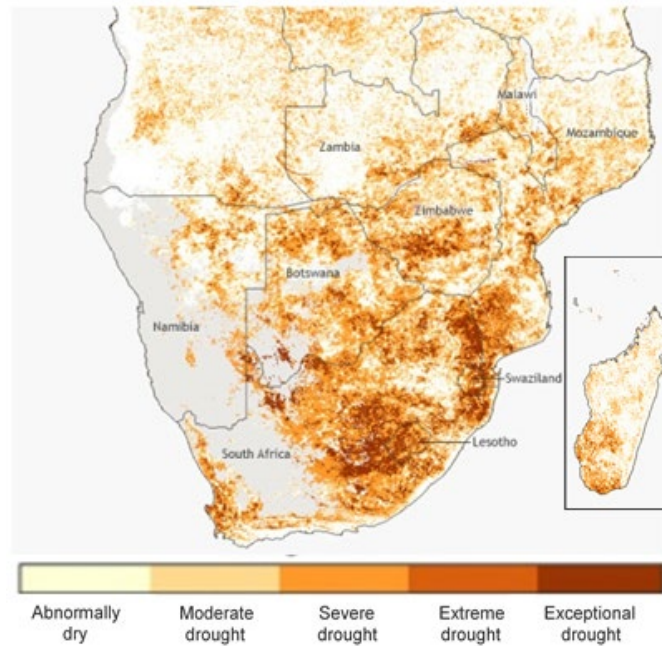 Malawi
Mozambique
Zambia
Zimbabwe
Botswana
Namibia
Swaziland
Lesotho
South Africa
Abnormally dry
Moderate drought
Severe drought
Extreme drought
Exceptional drought